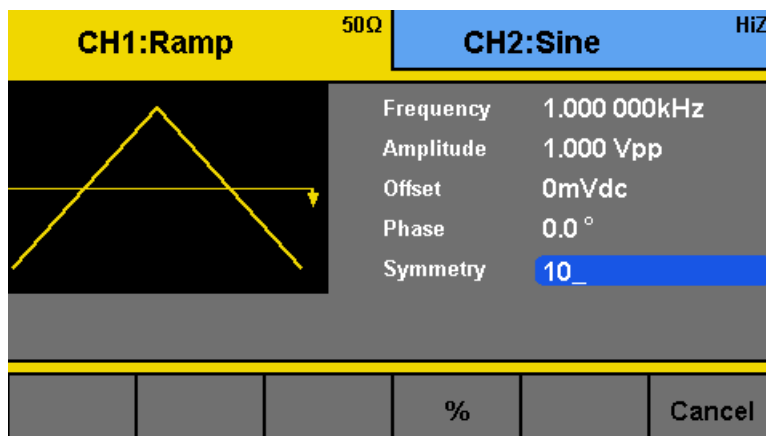 CH1:Ramp 50Ω CH2:Sine HiZ
Frequency 1.000 000kHz
Amplitude 1.000 Vpp
Offset 0mVdc
Phase 0.0 °
Symmetry 10_
% Cancel